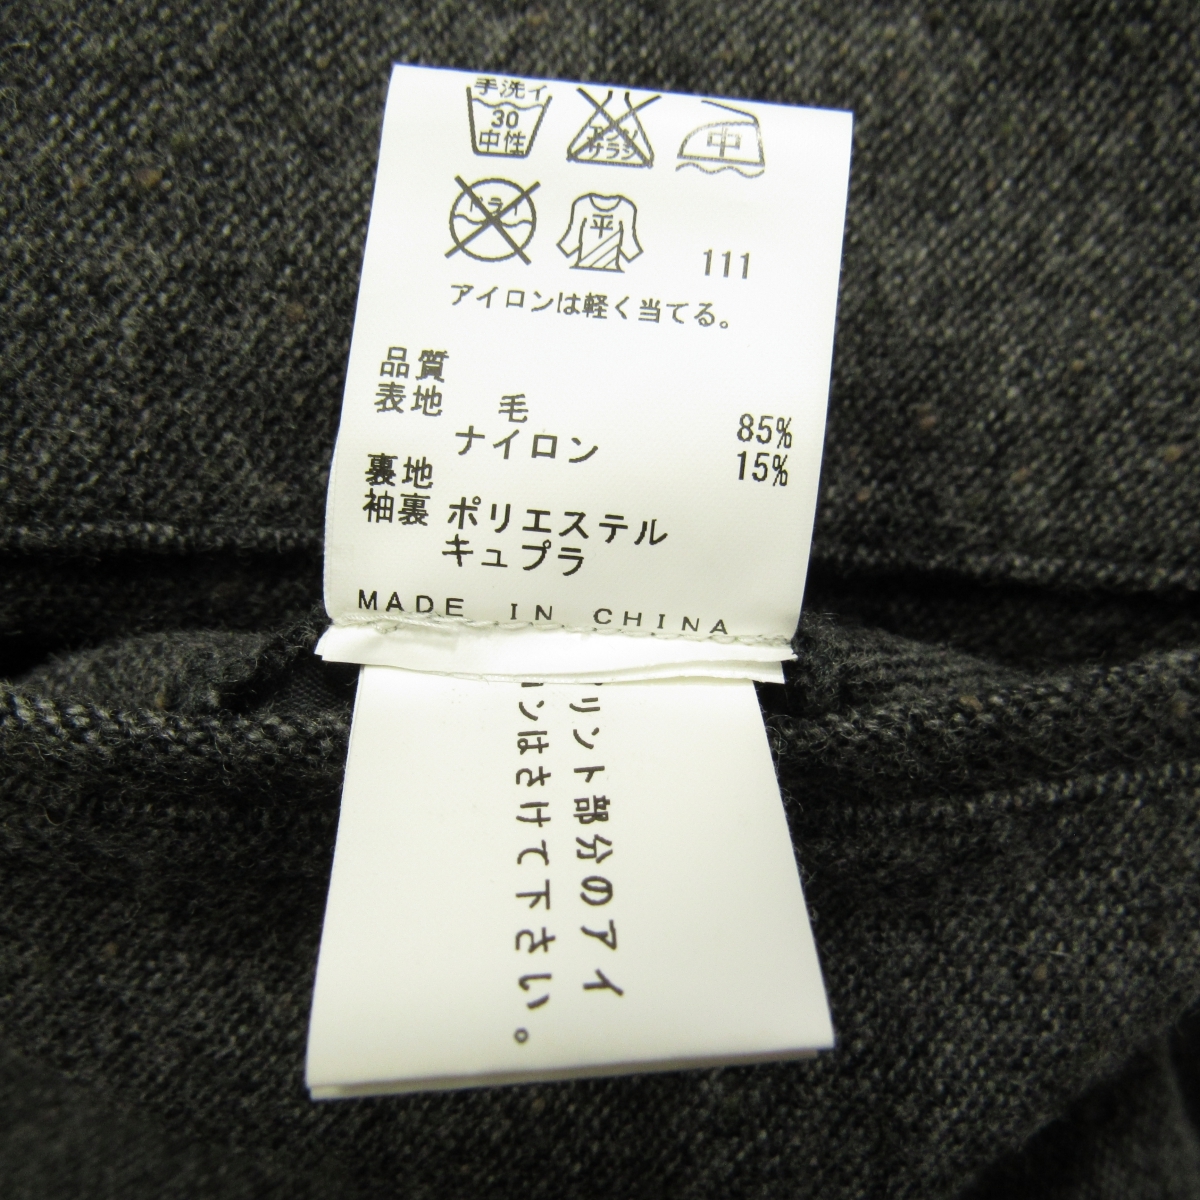 手洗イ
30
中性
エンソ
サラシ
中
ドライ
平
111
アイロンは軽く当てる。
品質
表地 毛 85%
ナイロン 15%
裏地
袖裏 ポリエステル
キュプラ
MADE IN CHINA
リント部分のアイ
ンはさけて下さい。